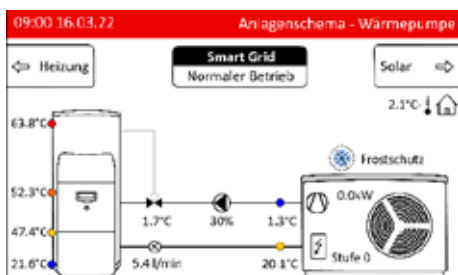 09:00 16.03.22 Anlagenschema - Wärmepumpe
Heizung
Smart Grid
Normaler Betrieb
Solar
2.1°C
63.8°C
Frostschutz
52.3°C
0.0kW
1.7°C 30% 1.3°C
47.4°C
21.6°C
5.4 l/min 20.1°C Stufe 0